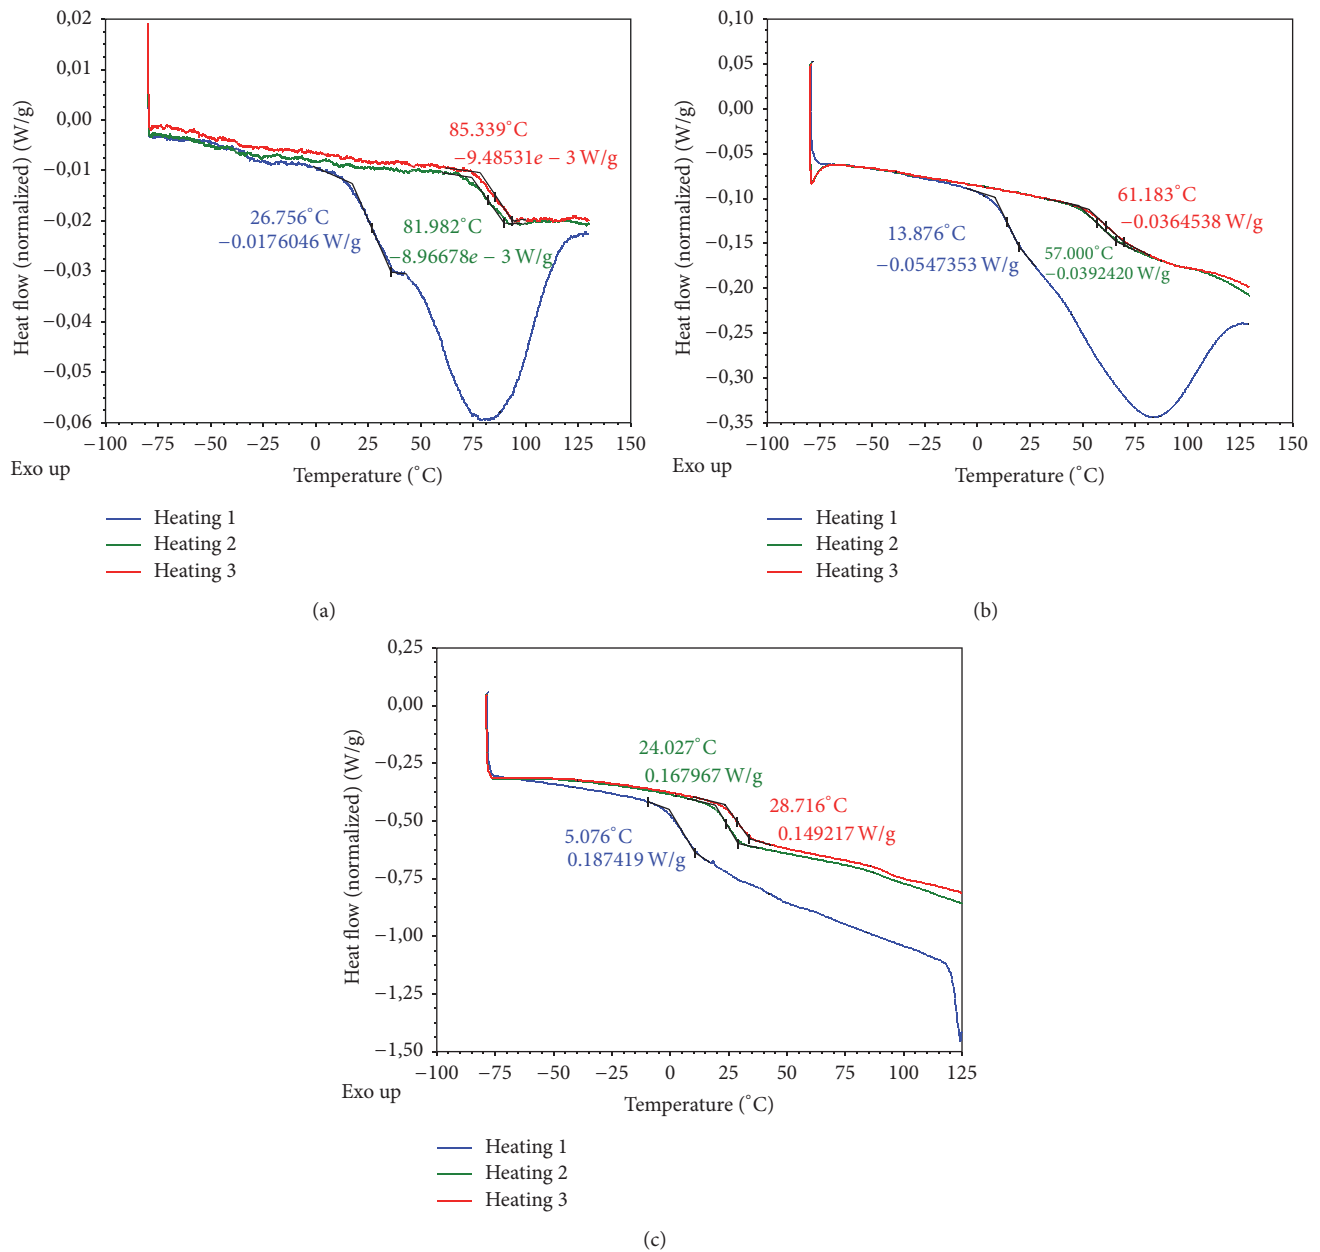 0,02
0,00
−0,01
−0,02
−0,03
−0,04
−0,05
−0,06
Heat flow (normalized) (W/g)
85.339°C
−9.48531e − 3 W/g
26.756°C
−0.0176046 W/g
81.982°C
−8.96678e − 3 W/g
−100 −75 −50 −25 0 25 50 75 100 125 150
Exo up
Temperature (°C)
Heating 1
Heating 2
Heating 3
(a)
0,10
0,05
0,00
−0,05
−0,10
−0,15
−0,20
−0,25
−0,30
−0,35
Heat flow (normalized) (W/g)
61.183°C
−0.0364538 W/g
13.876°C
−0.0547353 W/g
57.000°C
−0.0392420 W/g
−100 −75 −50 −25 0 25 50 75 100 125 150
Exo up
Temperature (°C)
Heating 1
Heating 2
Heating 3
(b)
0,25
0,00
−0,25
−0,50
−0,75
−1,00
−1,25
−1,50
Heat flow (normalized) (W/g)
24.027°C
0.167967 W/g
28.716°C
0.149217 W/g
5.076°C
0.187419 W/g
−100 −75 −50 −25 0 25 50 75 100 125
Exo up
Temperature (°C)
Heating 1
Heating 2
Heating 3
(c)